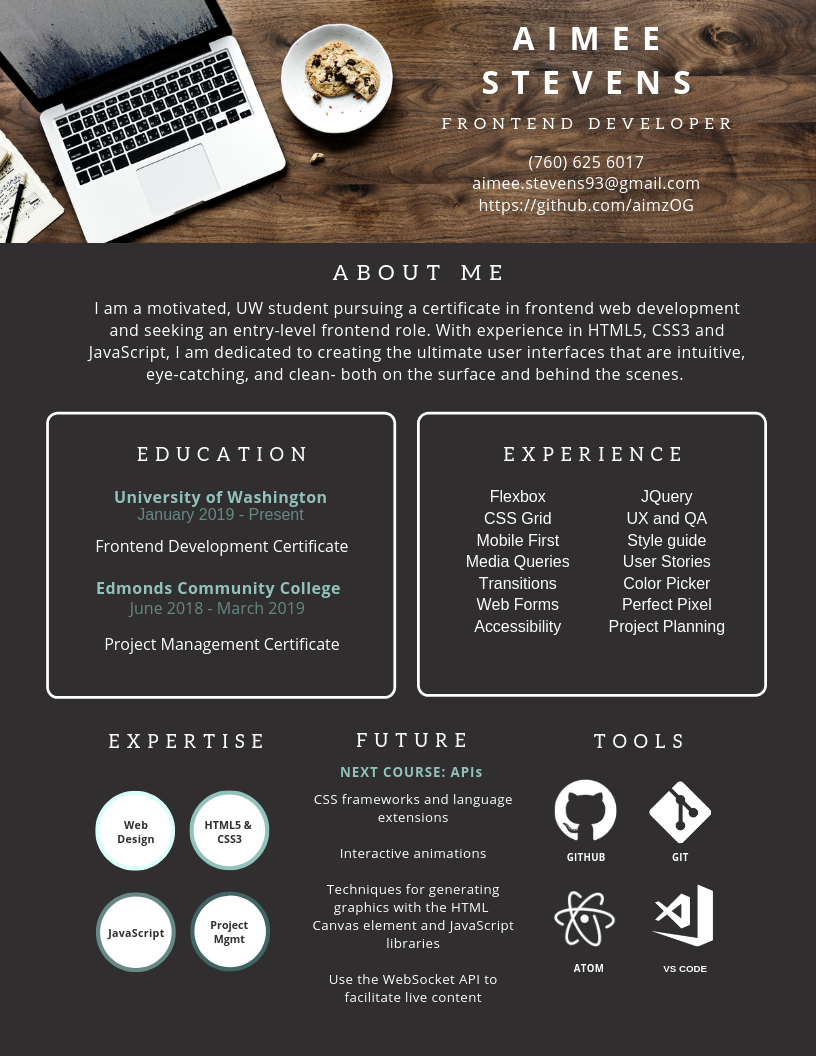 AIMEE
STEVENS
FRONTEND DEVELOPER
(760) 625 6017
aimee.stevens93@gmail.com
https://github.com/aimzOG
ABOUT ME
I am a motivated, UW student pursuing a certificate in frontend web development
and seeking an entry-level frontend role. With experience in HTML5, CSS3 and
JavaScript, I am dedicated to creating the ultimate user interfaces that are intuitive,
eye-catching, and clean- both on the surface and behind the scenes.
EDUCATION
University of Washington
January 2019 - Present
Frontend Development Certificate
Edmonds Community College
June 2018 - March 2019
Project Management Certificate
EXPERIENCE
Flexbox
CSS Grid
Mobile First
Media Queries
Transitions
Web Forms
Accessibility
JQuery
UX and QA
Style guide
User Stories
Color Picker
Perfect Pixel
Project Planning
EXPERTISE
Web
Design
HTML5 &
CSS3
JavaScript
Project
Mgmt
FUTURE
NEXT COURSE: APIs
CSS frameworks and language
extensions
Interactive animations
Techniques for generating
graphics with the HTML
Canvas element and JavaScript
libraries
Use the WebSocket API to
facilitate live content
TOOLS
GITHUB
GIT
ATOM
VS CODE